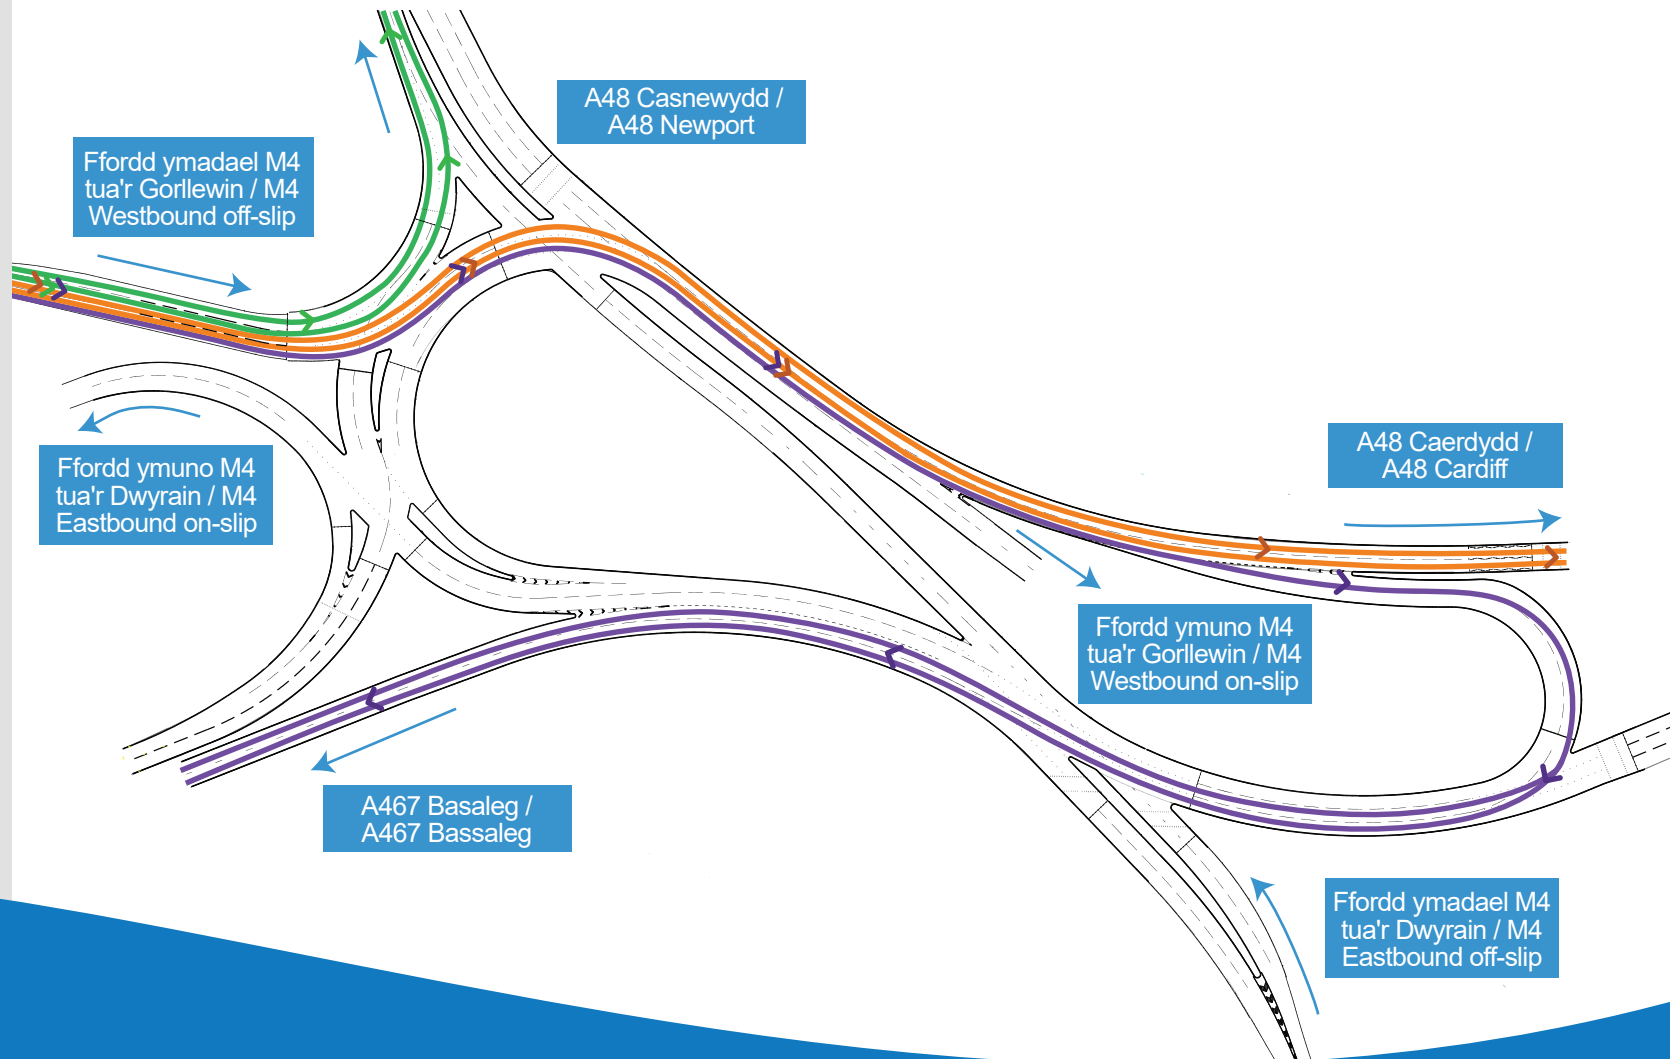 A48 Casnewydd /
A48 Newport
Ffordd ymadael M4
tua'r Gorllewin / M4
Westbound off-slip
A48 Caerdydd /
A48 Cardiff
Ffordd ymuno M4
tua'r Dwyrain / M4
Eastbound on-slip
Ffordd ymuno M4
tua'r Gorllewin / M4
Westbound on-slip
A467 Basaleg /
A467 Bassaleg
Ffordd ymadael M4
tua'r Dwyrain / M4
Eastbound off-slip